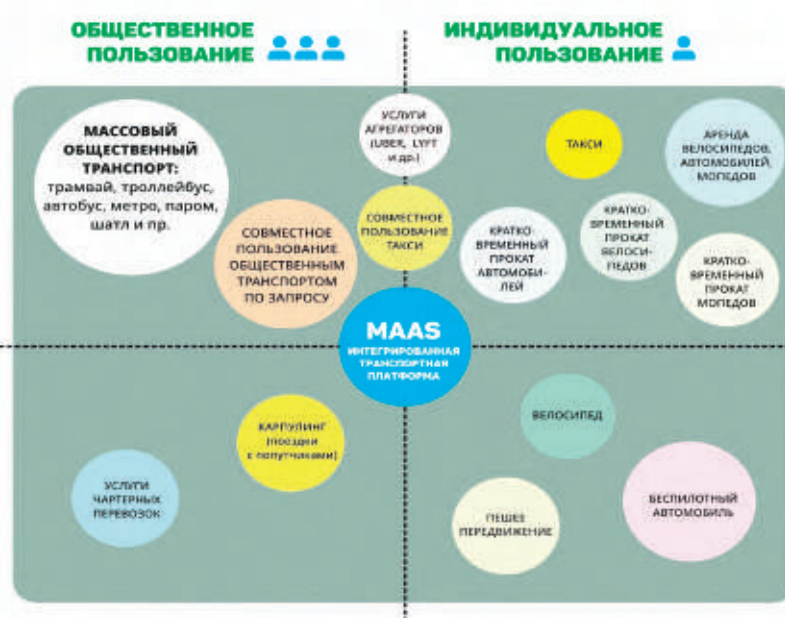 ОБЩЕСТВЕННОЕ
ПОЛЬЗОВАНИЕ
ИНДИВИДУАЛЬНОЕ
ПОЛЬЗОВАНИЕ
МАССОВЫЙ
ОБЩЕСТВЕННЫЙ
ТРАНСПОРТ:
трамвай, троллейбус,
автобус, метро, паром,
шатл и пр.
УСЛУГИ
АГРЕГАТОРОВ
(UBER, LYFT
и др.)
ТАКСИ
АРЕНДА
ВЕЛОСИПЕДОВ,
АВТОМОБИЛЕЙ,
МОПЕДОВ
СОВМЕСТНОЕ
ПОЛЬЗОВАНИЕ
ОБЩЕСТВЕННЫМ
ТРАНСПОРТОМ
ПО ЗАПРОСУ
СОВМЕСТНОЕ
ПОЛЬЗОВАНИЕ
ТАКСИ
КРАТКО-
ВРЕМЕННЫЙ
ПРОКАТ
АВТОМОБИ-
ЛЕЙ
КРАТКО-
ВРЕМЕННЫЙ
ПРОКАТ
ВЕЛОСИ-
ПЕДОВ
КРАТКО-
ВРЕМЕННЫЙ
ПРОКАТ
МОПЕДОВ
MAAS
ИНТЕГРИРОВАННАЯ
ТРАНСПОРТНАЯ
ПЛАТФОРМА
КАРПУЛИНГ
(поездки
с попутчиками)
УСЛУГИ
ЧАРТЕРНЫХ
ПЕРЕВОЗОК
ВЕЛОСИПЕД
ПЕШЕЕ
ПЕРЕДВИЖЕНИЕ
БЕСПИЛОТНЫЙ
АВТОМОБИЛЬ